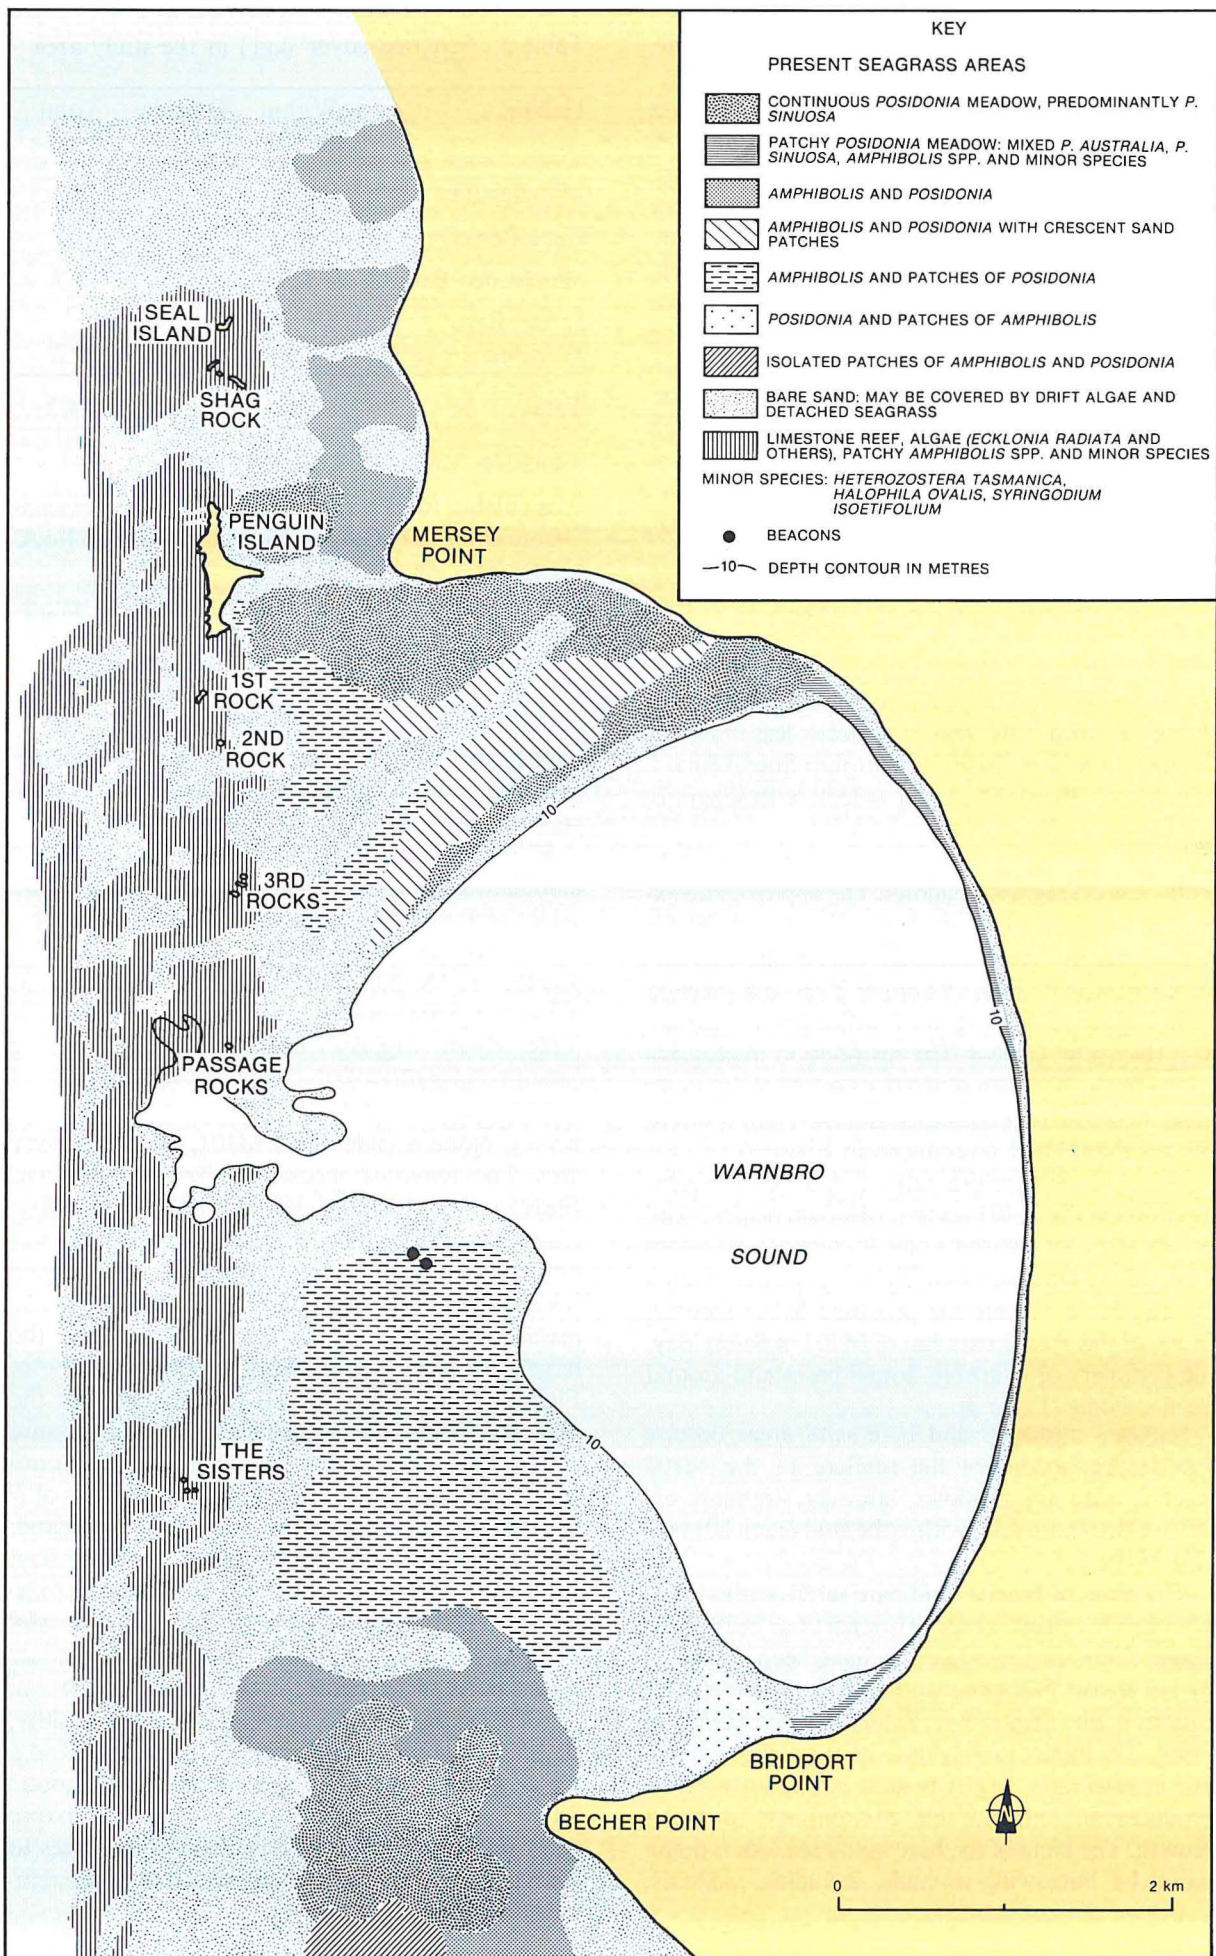 KEY
PRESENT SEAGRASS AREAS
CONTINUOUS POSIDONIA MEADOW, PREDOMINANTLY P.
SINUOSA
PATCHY POSIDONIA MEADOW: MIXED P. AUSTRALIA, P.
SINUOSA, AMPHIBOLIS SPP. AND MINOR SPECIES
AMPHIBOLIS AND POSIDONIA
AMPHIBOLIS AND POSIDONIA WITH CRESCENT SAND
PATCHES
AMPHIBOLIS AND PATCHES OF POSIDONIA
POSIDONIA AND PATCHES OF AMPHIBOLIS
ISOLATED PATCHES OF AMPHIBOLIS AND POSIDONIA
BARE SAND: MAY BE COVERED BY DRIFT ALGAE AND
DETACHED SEAGRASS
LIMESTONE REEF, ALGAE (ECKLONIA RADIATA AND
OTHERS), PATCHY AMPHIBOLIS SPP. AND MINOR SPECIES
MINOR SPECIES: HETEROZOSTERA TASMANICA,
HALOPHILA OVALIS, SYRINGODIUM
ISOETIFOLIUM
BEACONS
10 DEPTH CONTOUR IN METRES
SEAL
ISLAND
SHAG
ROCK
PENGUIN
ISLAND
MERSEY
POINT
1ST
ROCK
2ND
ROCK
10
3RD
ROCKS
10
PASSAGE
ROCKS
WARNBRO
SOUND
10
THE
SISTERS
BRIDPORT
POINT
BECHER POINT
N
0 2 km